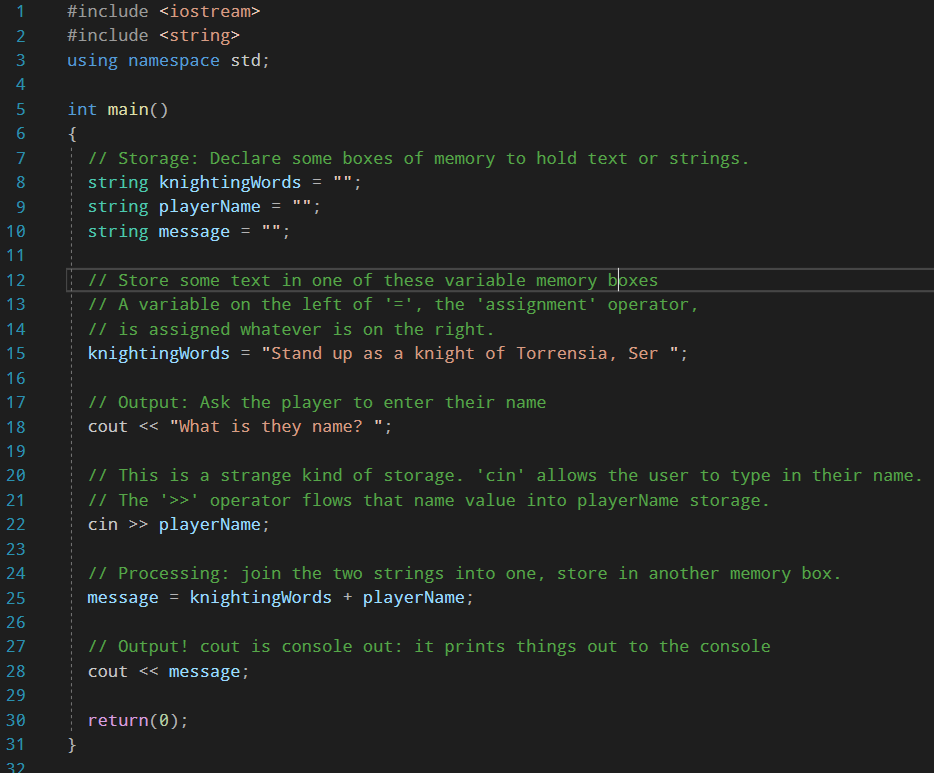 1 #include <iostream>
2 #include <string>
3 using namespace std;
4
5 int main()
6 {
7 // Storage: Declare some boxes of memory to hold text or strings.
8 string knightingWords = "";
9 string playerName = "";
10 string message = "";
11
12 // Store some text in one of these variable memory boxes
13 // A variable on the left of '=', the 'assignment' operator,
14 // is assigned whatever is on the right.
15 knightingWords = "Stand up as a knight of Torrensia, Ser ";
16
17 // Output: Ask the player to enter their name
18 cout << "What is they name? ";
19
20 // This is a strange kind of storage. 'cin' allows the user to type in their name.
21 // The '>>' operator flows that name value into playerName storage.
22 cin >> playerName;
23
24 // Processing: join the two strings into one, store in another memory box.
25 message = knightingWords + playerName;
26
27 // Output! cout is console out: it prints things out to the console
28 cout << message;
29
30 return(0);
31 }
32